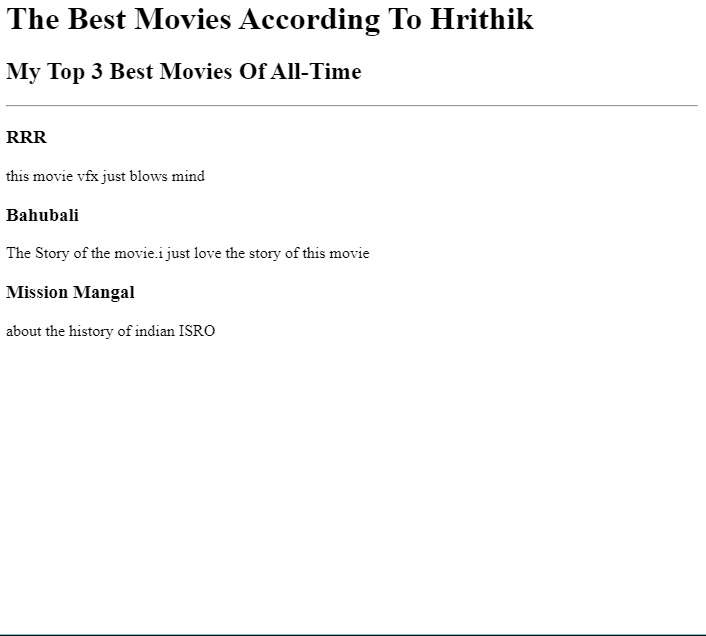 The Best Movies According To Hrithik
My Top 3 Best Movies Of All-Time
RRR
this movie vfx just blows mind
Bahubali
The Story of the movie.i just love the story of this movie
Mission Mangal
about the history of indian ISRO